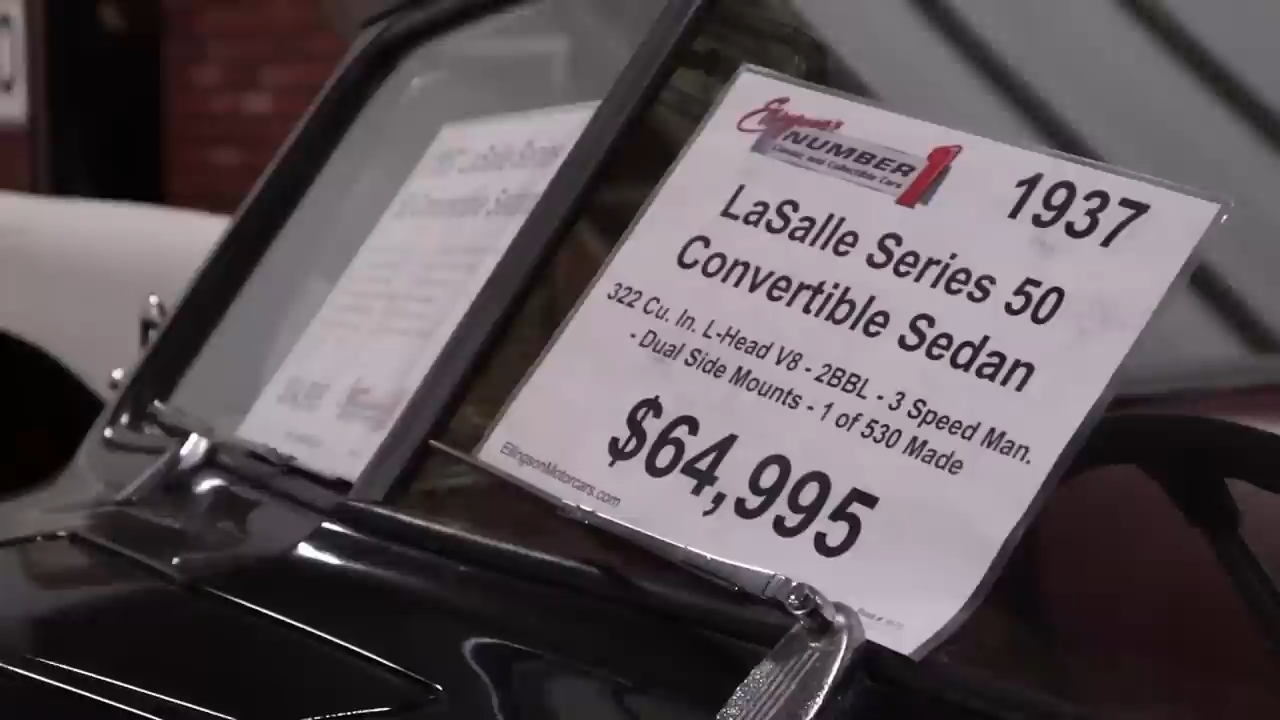 Ellingson's
NUMBER 1
Classic and Collectible Cars
1937
LaSalle Series 50
Convertible Sedan
322 Cu. In. L-Head V8 - 2BBL - 3 Speed Man.
- Dual Side Mounts - 1 of 530 Made
$64,995
EllingsonMotorcars.com